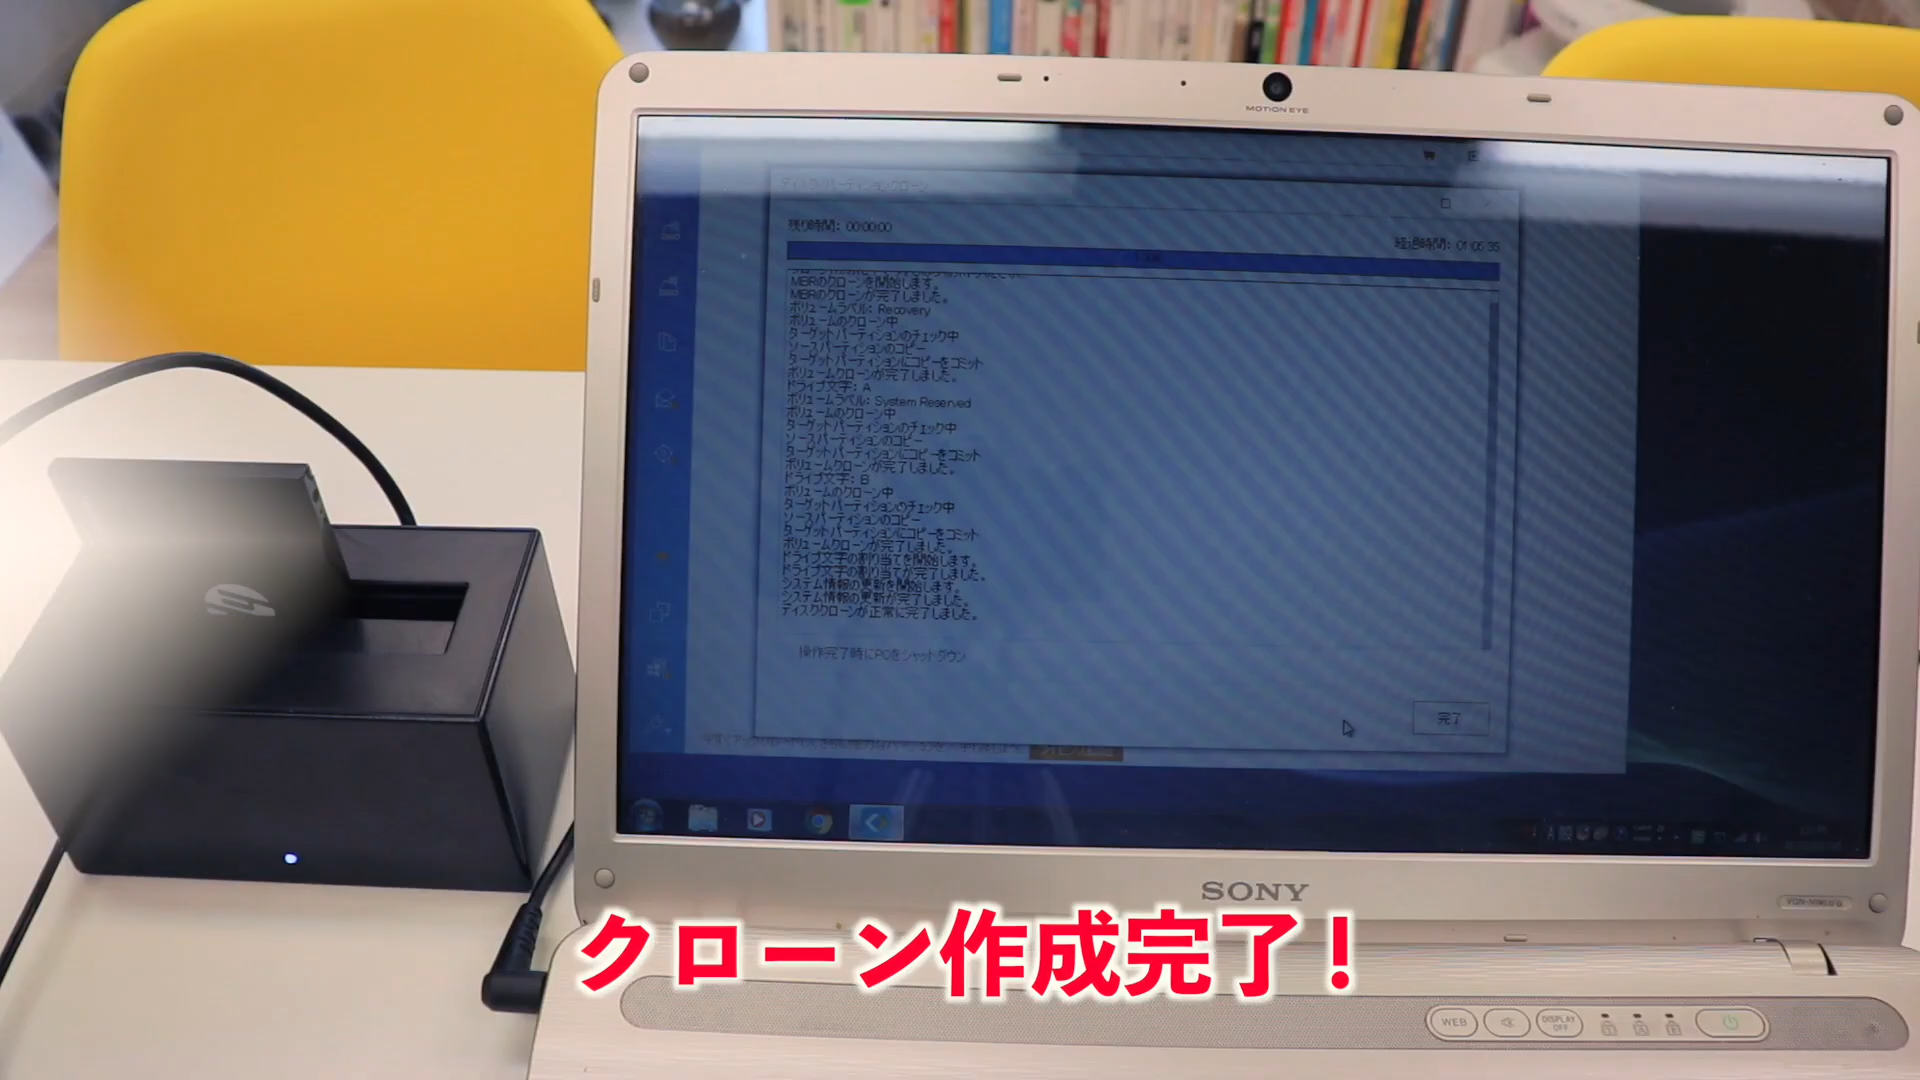 MOTION EYE
ディスク/パーティションクローン
残り時間: 00:00:00
経過時間: 01:05:35
MBRのクローンを開始します。
MBRのクローンが完了しました。
ボリュームラベル: Recovery
ボリュームのクローン中
ターゲットパーティションのチェック中
ソースパーティションのコピー
ターゲットパーティションにコピーをコミット
ボリュームクローンが完了しました。
ドライブ文字: A
ボリュームラベル: System Reserved
ボリュームのクローン中
ターゲットパーティションのチェック中
ソースパーティションのコピー
ターゲットパーティションにコピーをコミット
ボリュームクローンが完了しました。
ドライブ文字: B
ボリュームのクローン中
ターゲットパーティションのチェック中
ソースパーティションのコピー
ターゲットパーティションにコピーをコミット
ボリュームクローンが完了しました。
ドライブ文字の割り当てを開始します。
ドライブ文字の割り当てが完了しました。
システム情報の更新を開始します。
システム情報の更新が完了しました。
ディスククローンが正常に完了しました。
操作完了時にPCをシャットダウン
完了
SONY
クローン作成完了!
WEB
DISPLAY
OFF